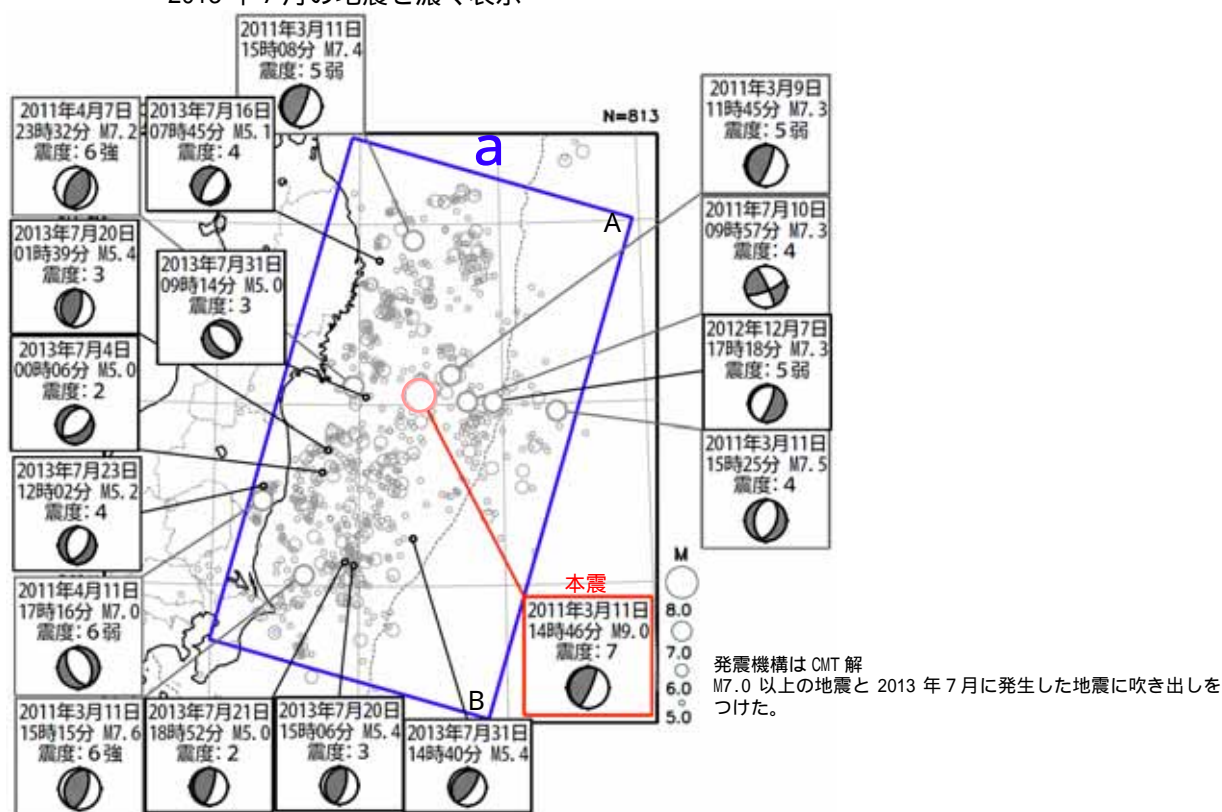 2011年3月11日
15時08分 M7.4
震度：5弱
2011年4月7日
23時32分 M7.2
震度：6強
2013年7月16日
07時45分 M5.1
震度：4
N=813
a
A
2011年3月9日
11時45分 M7.3
震度：5弱
2013年7月20日
01時39分 M5.4
震度：3
2013年7月31日
09時14分 M5.0
震度：3
2011年7月10日
09時57分 M7.3
震度：4
2013年7月4日
00時06分 M5.0
震度：2
2012年12月7日
17時18分 M7.3
震度：5弱
2013年7月23日
12時02分 M5.2
震度：4
2011年3月11日
15時25分 M7.5
震度：4
2011年4月11日
17時16分 M7.0
震度：6弱
本震
2011年3月11日
14時46分 M9.0
震度：7
M
8.0
7.0
6.0
5.0
発震機構は CMT 解
M7.0 以上の地震と 2013 年7月に発生した地震に吹き出しを
つけた。
B
2011年3月11日
15時15分 M7.6
震度：6強
2013年7月21日
18時52分 M5.0
震度：2
2013年7月20日
15時06分 M5.4
震度：3
2013年7月31日
14時40分 M5.4